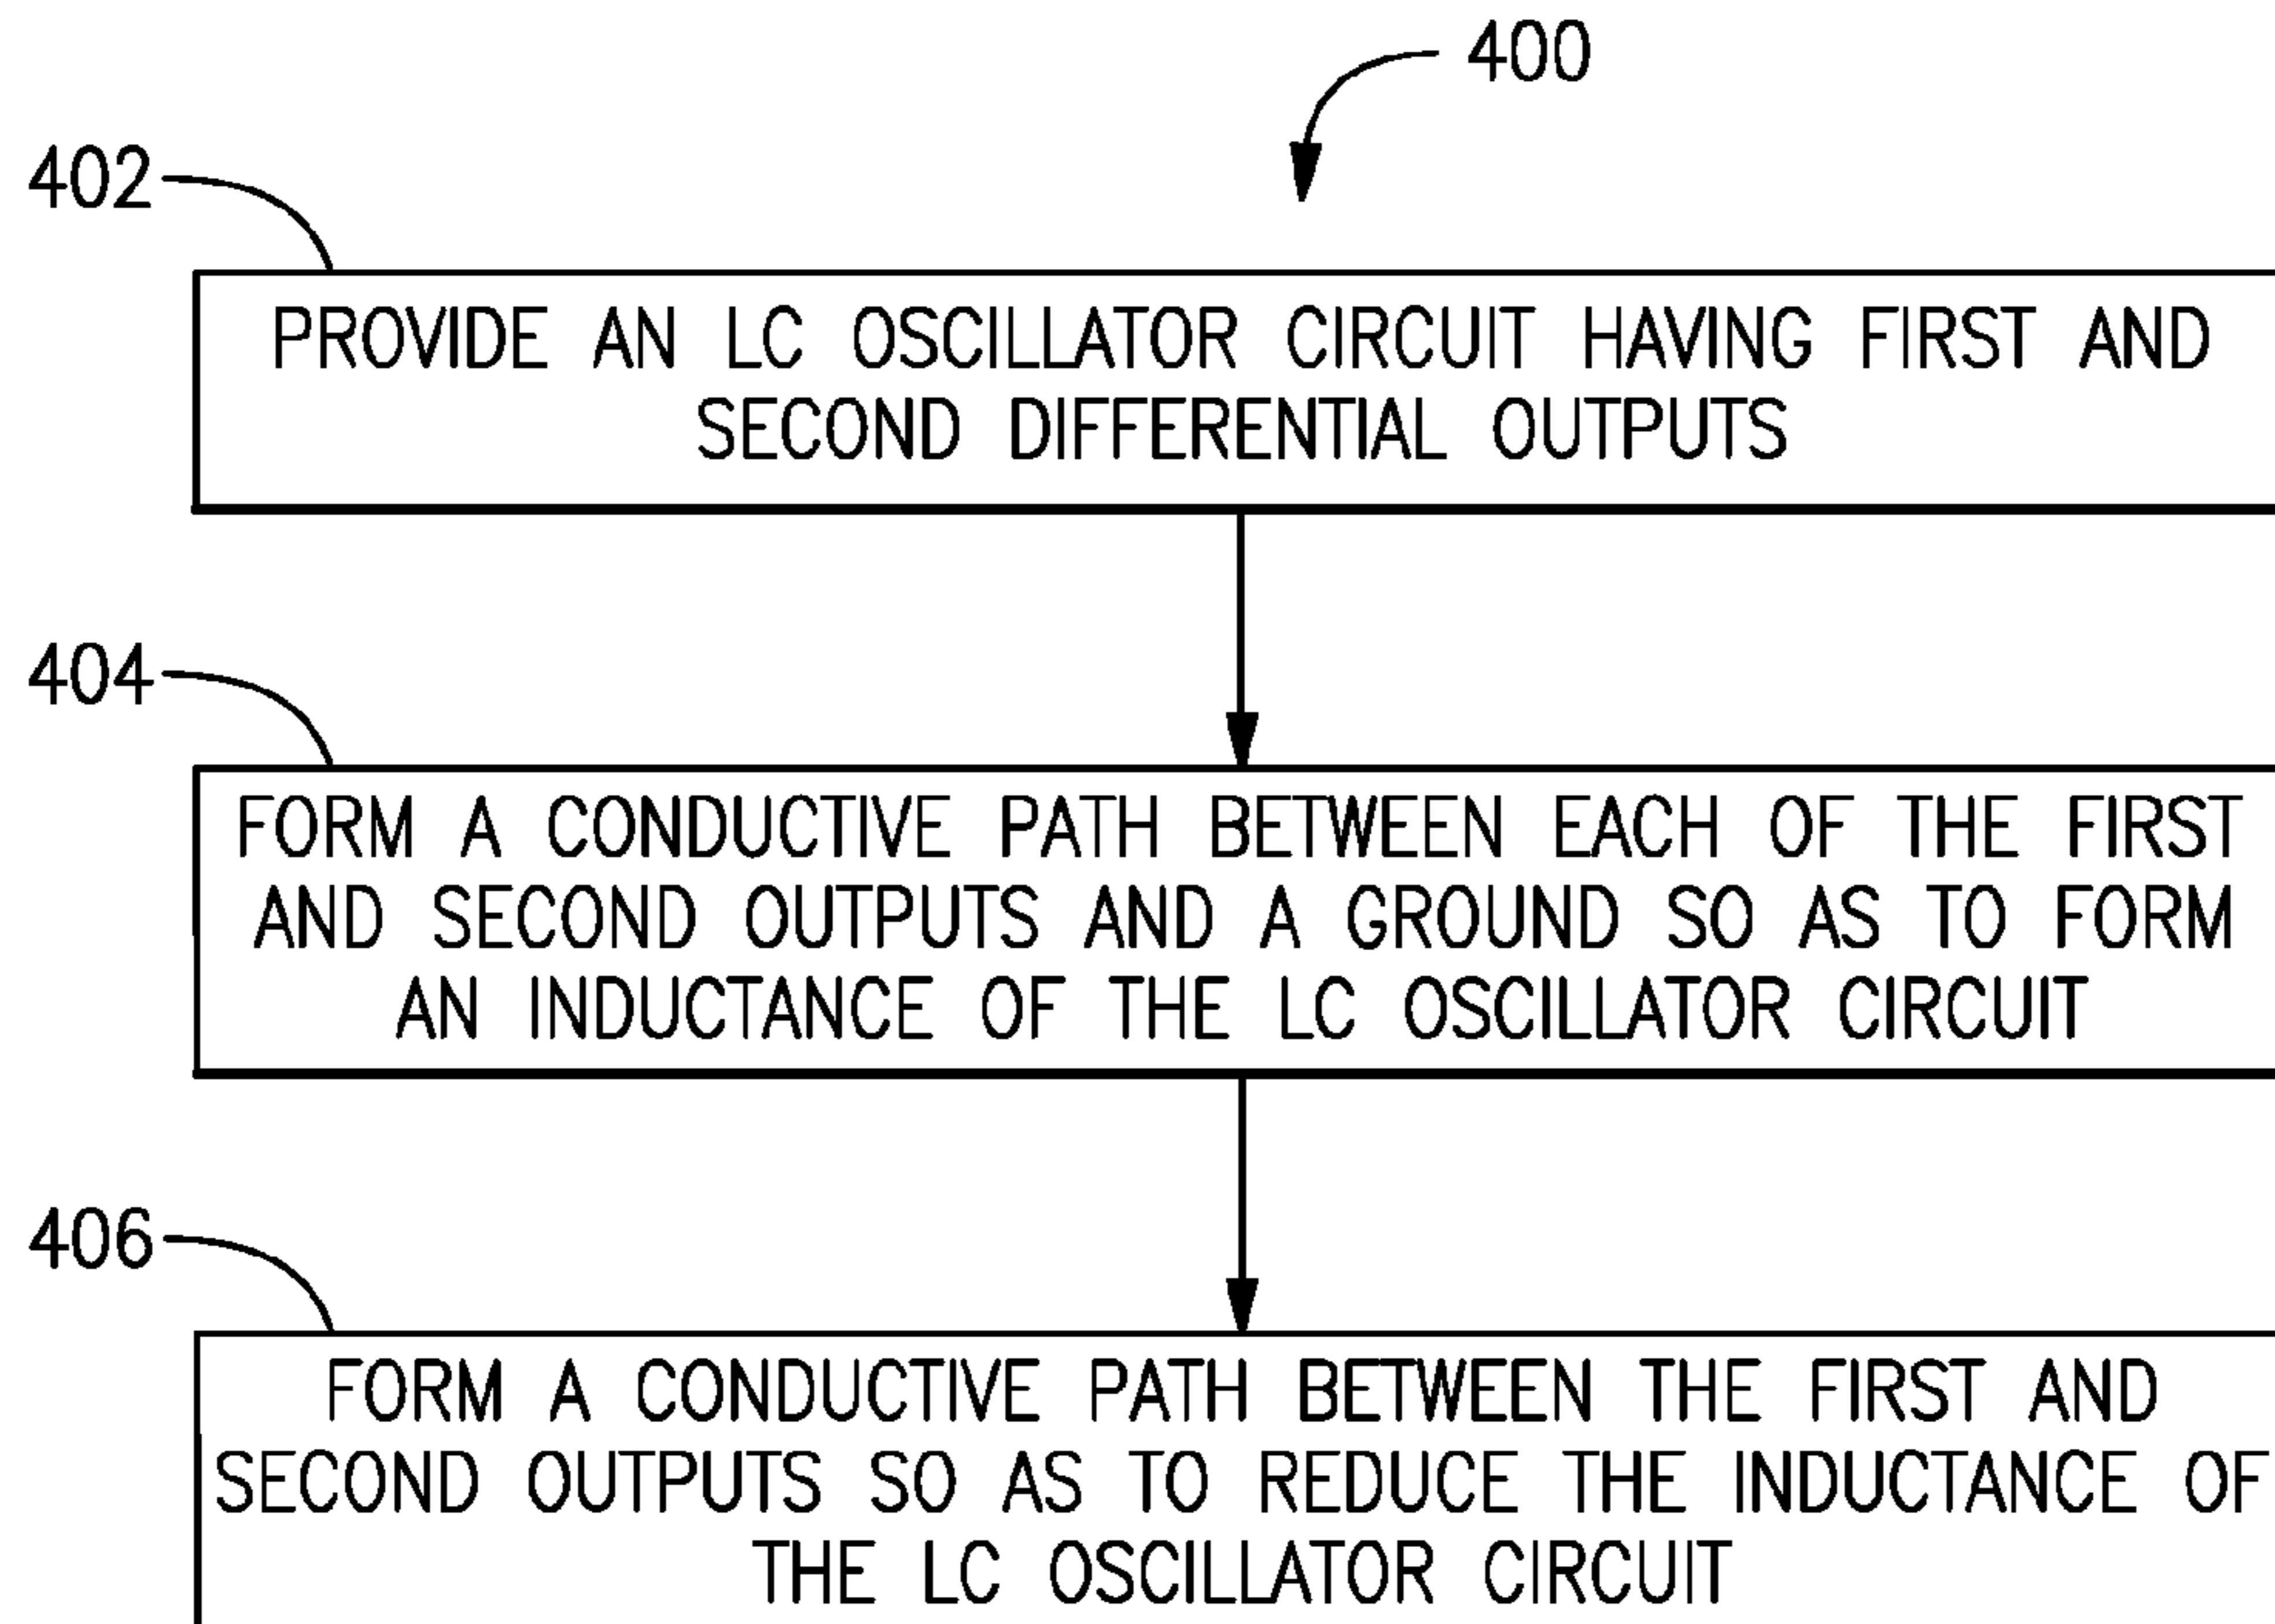 400
402
PROVIDE AN LC OSCILLATOR CIRCUIT HAVING FIRST AND
SECOND DIFFERENTIAL OUTPUTS
404
FORM A CONDUCTIVE PATH BETWEEN EACH OF THE FIRST
AND SECOND OUTPUTS AND A GROUND SO AS TO FORM
AN INDUCTANCE OF THE LC OSCILLATOR CIRCUIT
406
FORM A CONDUCTIVE PATH BETWEEN THE FIRST AND
SECOND OUTPUTS SO AS TO REDUCE THE INDUCTANCE OF
THE LC OSCILLATOR CIRCUIT